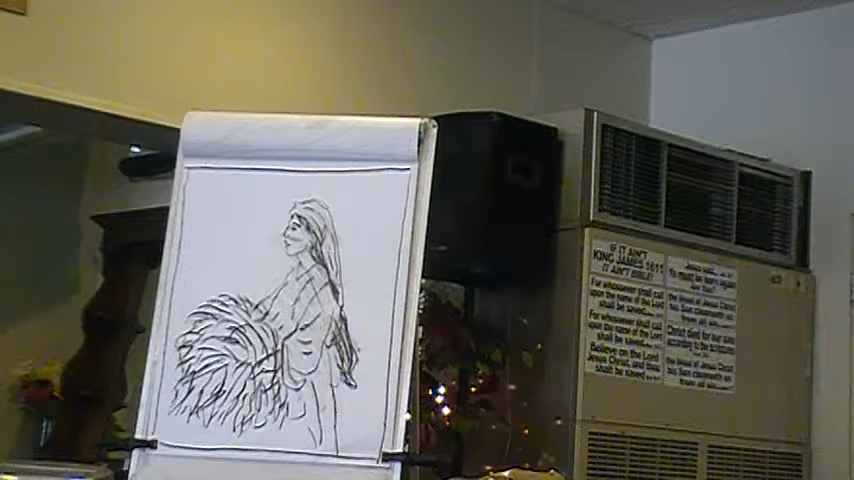 IF IT AIN'T
KING JAMES 1611
IT AIN'T BIBLE!
For whosoever shall call
upon the name of the Lord
shall be saved....
For whosoever shall call
upon the name of the Lord
shall be saved....
Believe on the Lord
Jesus Christ, and thou
shalt be saved
Jesus said,
Ye must be born again
the blood of Jesus Christ
his Son cleanseth us
Christ died for our sins
according to the scriptures
the blood of Jesus Christ
his Son cleanseth us
from all sin